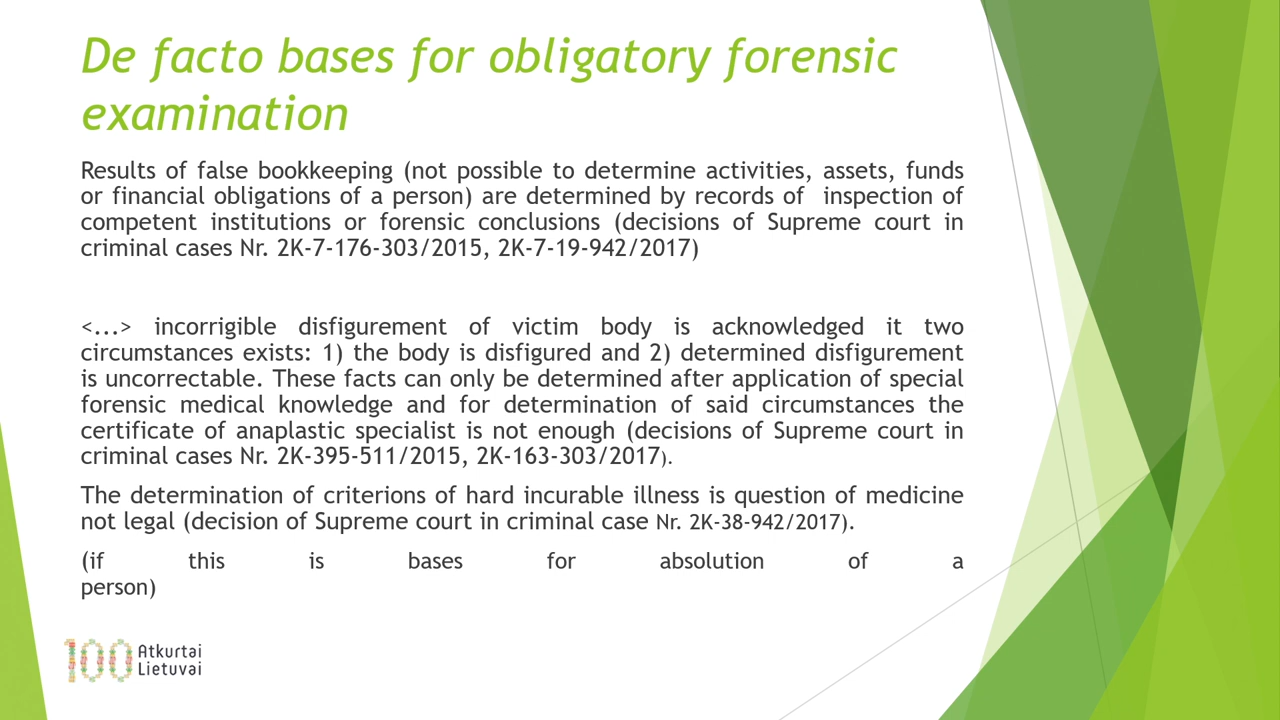 De facto bases for obligatory forensic
examination
Results of false bookkeeping (not possible to determine activities, assets, funds
or financial obligations of a person) are determined by records of inspection of
competent institutions or forensic conclusions (decisions of Supreme court in
criminal cases Nr. 2K-7-176-303/2015, 2K-7-19-942/2017)
<...> incorrigible disfigurement of victim body is acknowledged it two
circumstances exists: 1) the body is disfigured and 2) determined disfigurement
is uncorrectable. These facts can only be determined after application of special
forensic medical knowledge and for determination of said circumstances the
certificate of anaplastic specialist is not enough (decisions of Supreme court in
criminal cases Nr. 2K-395-511/2015, 2K-163-303/2017).
The determination of criterions of hard incurable illness is question of medicine
not legal (decision of Supreme court in criminal case Nr. 2K-38-942/2017).
(if this is bases for absolution of a
person)
100 Atkurtai
Lietuvai